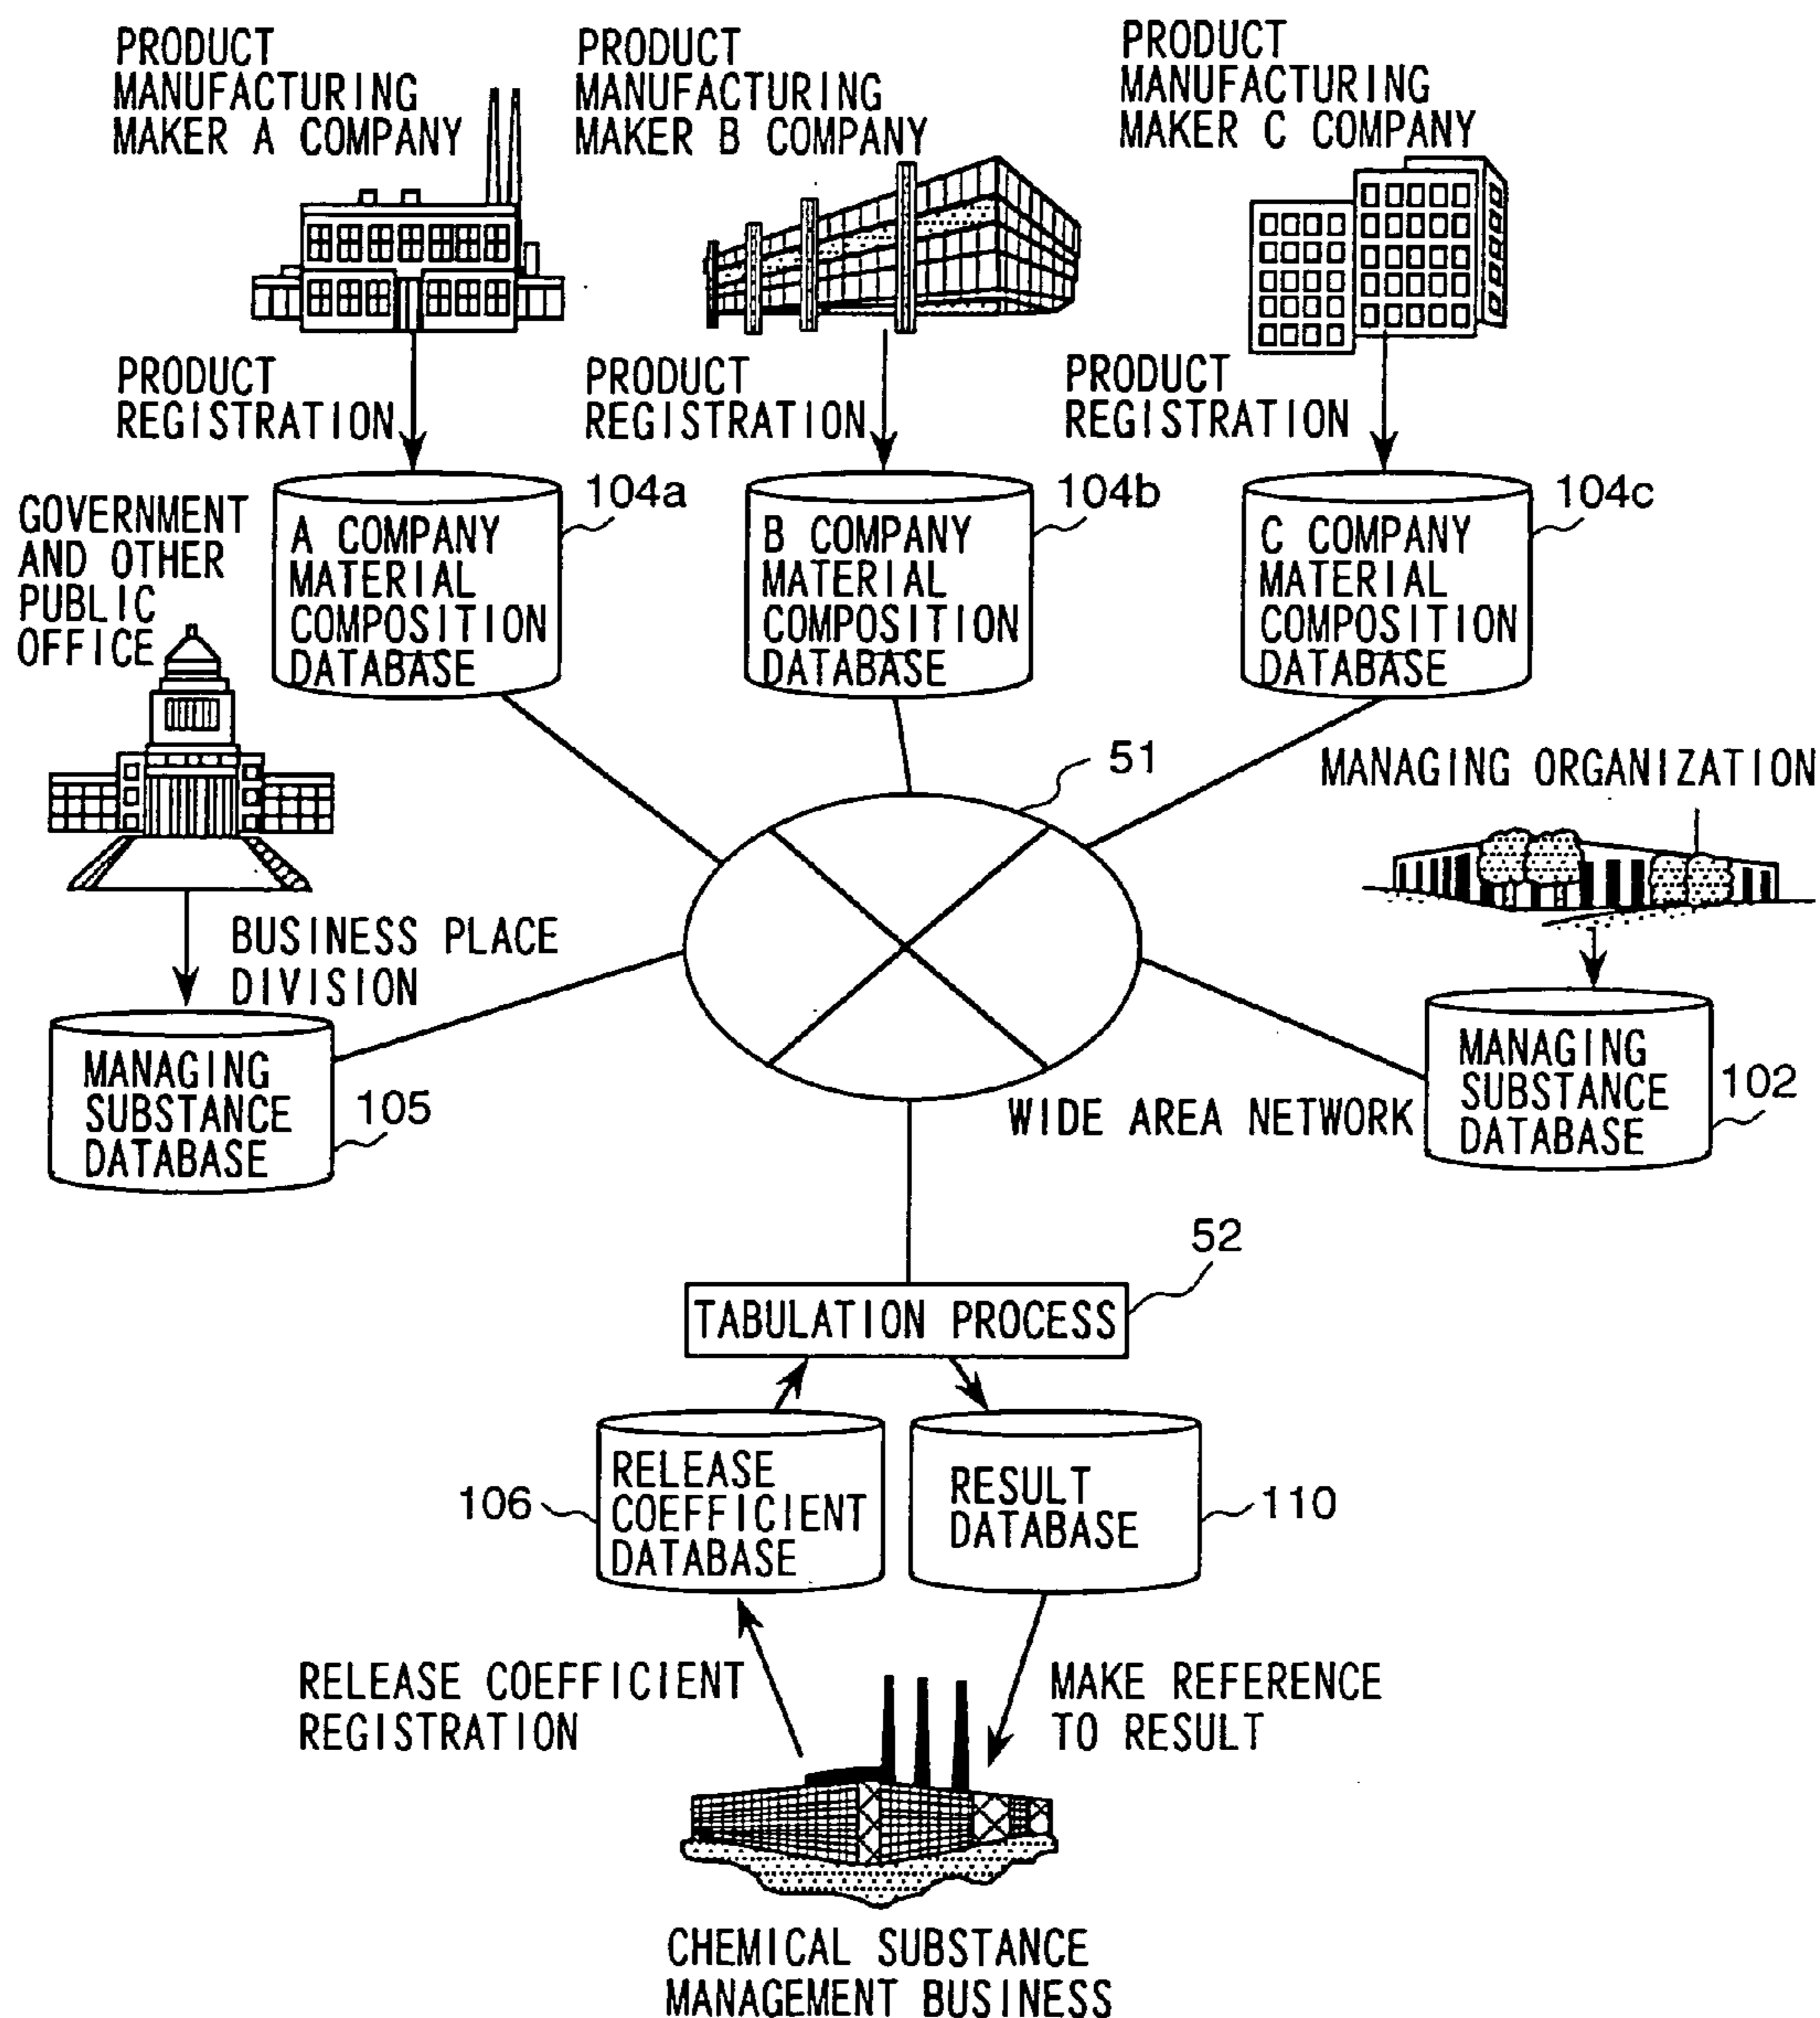 PRODUCT
MANUFACTURING
MAKER A COMPANY
PRODUCT
MANUFACTURING
MAKER B COMPANY
PRODUCT
MANUFACTURING
MAKER C COMPANY
PRODUCT
REGISTRATION
PRODUCT
REGISTRATION
PRODUCT
REGISTRATION
104a
104b
104c
GOVERNMENT
AND OTHER
PUBLIC
OFFICE
A COMPANY
MATERIAL
COMPOSITION
DATABASE
B COMPANY
MATERIAL
COMPOSITION
DATABASE
C COMPANY
MATERIAL
COMPOSITION
DATABASE
51
MANAGING ORGANIZATION
BUSINESS PLACE
DIVISION
MANAGING
SUBSTANCE
DATABASE
105
WIDE AREA NETWORK
MANAGING
SUBSTANCE
DATABASE
102
52
TABULATION PROCESS
106
RELEASE
COEFFICIENT
DATABASE
RESULT
DATABASE
110
RELEASE COEFFICIENT
REGISTRATION
MAKE REFERENCE
TO RESULT
CHEMICAL SUBSTANCE
MANAGEMENT BUSINESS